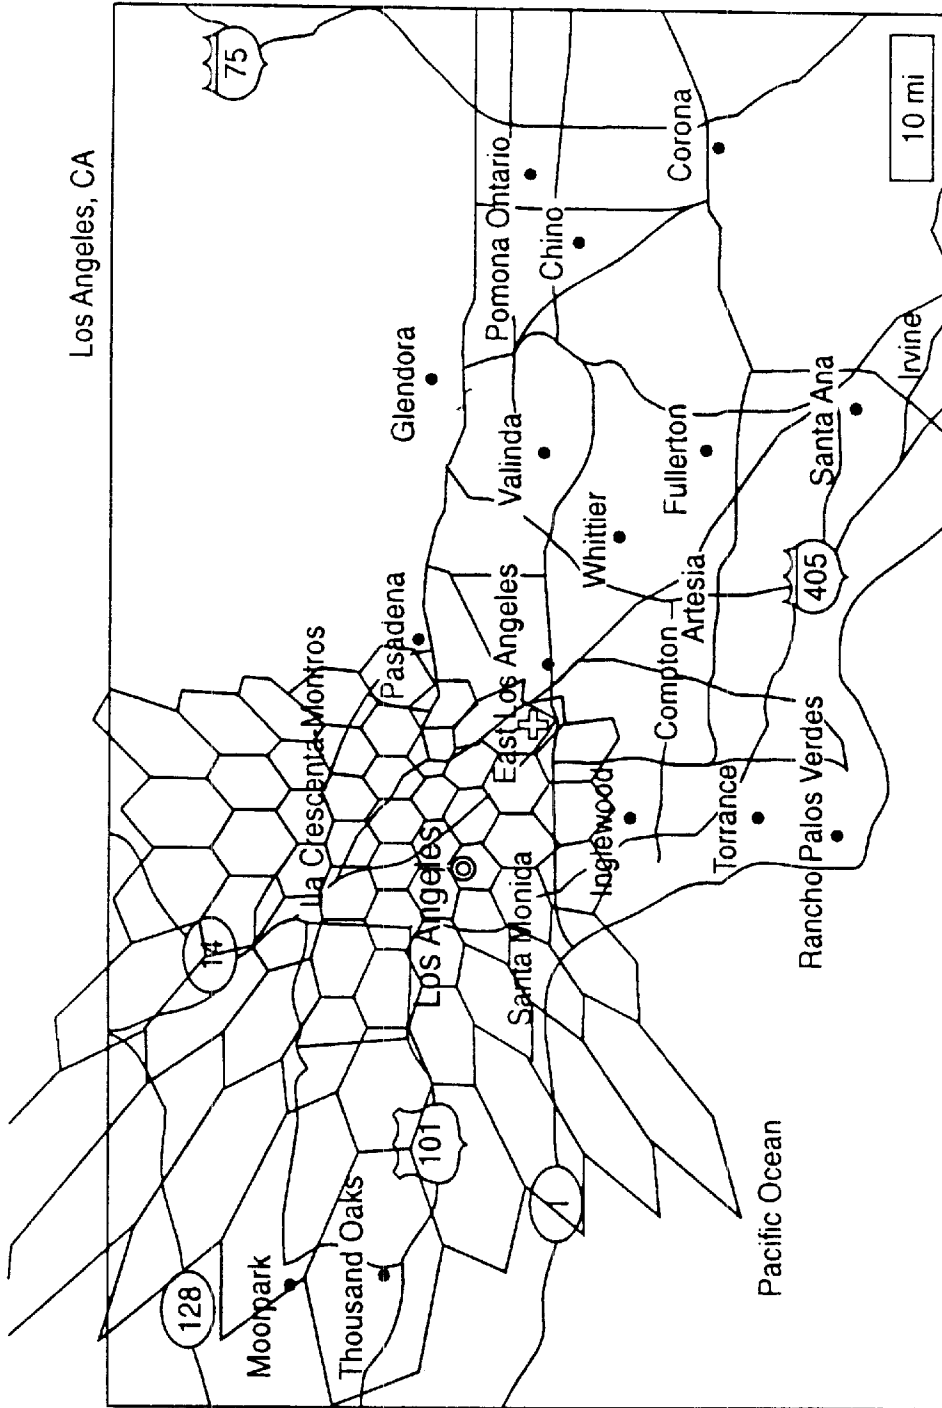 Los Angeles, CA
75
14
128
Moorpark
La Crescenta-Montros
Thousand Oaks
Pasadena
Glendora
101
Los Angeles
East Los Angeles
Valinda
Pomona
Ontario
Santa Monida
Chino
1
Inglewood
Whittier
Compton
Artesia
Fullerton
Corona
Torrance
405
Rancho Palos Verdes
Santa Ana
Irvine
Pacific Ocean
10 mi